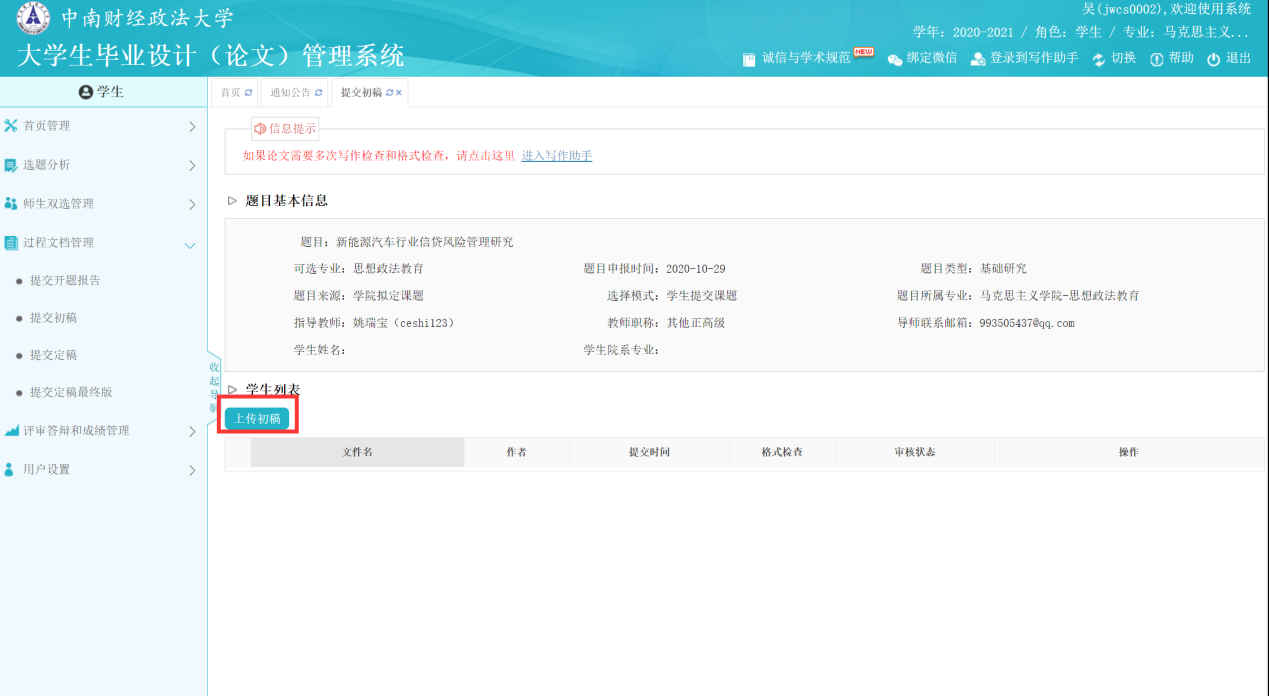 中南财经政法大学
大学生毕业设计（论文）管理系统
吴(jwcs0002),欢迎使用系统
学年: 2020-2021 / 角色: 学生 / 专业: 马克思主义...
诚信与学术规范 NEW 绑定微信 登录到写作助手 切换 帮助 退出
学生
首页管理
选题分析
师生双选管理
过程文档管理
提交开题报告
提交初稿
提交定稿
提交定稿最终版
评审答辩和成绩管理
用户设置
收起导航
首页 通知公告 提交初稿
信息提示
如果论文需要多次写作检查和格式检查，请点击这里 进入写作助手
题目基本信息
题目: 新能源汽车行业信贷风险管理研究
可选专业: 思想政法教育 题目申报时间: 2020-10-29 题目类型: 基础研究
题目来源: 学院拟定课题 选择模式: 学生提交课题 题目所属专业: 马克思主义学院-思想政法教育
指导教师: 姚瑞宝（ceshi123） 教师职称: 其他正高级 导师联系邮箱: 993505437@qq.com
学生姓名: 学生院系专业:
学生列表
上传初稿
文件名 作者 提交时间 格式检查 审核状态 操作